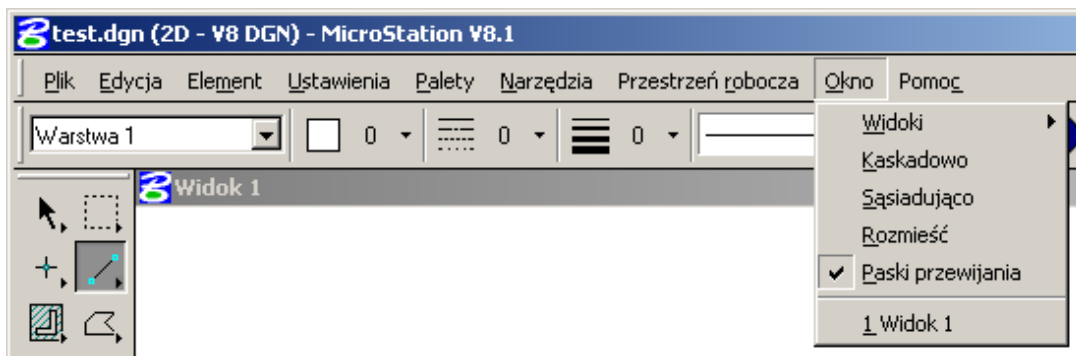 test.dgn (2D - V8 DGN) - MicroStation V8.1
Plik Edycja Element Ustawienia Palety Narzędzia Przestrzeń robocza Okno Pomoc
Warstwa 1 0 0 0
Widok 1
Widoki
Kaskadowo
Sąsiadująco
Rozmieść
Paski przewijania
1 Widok 1